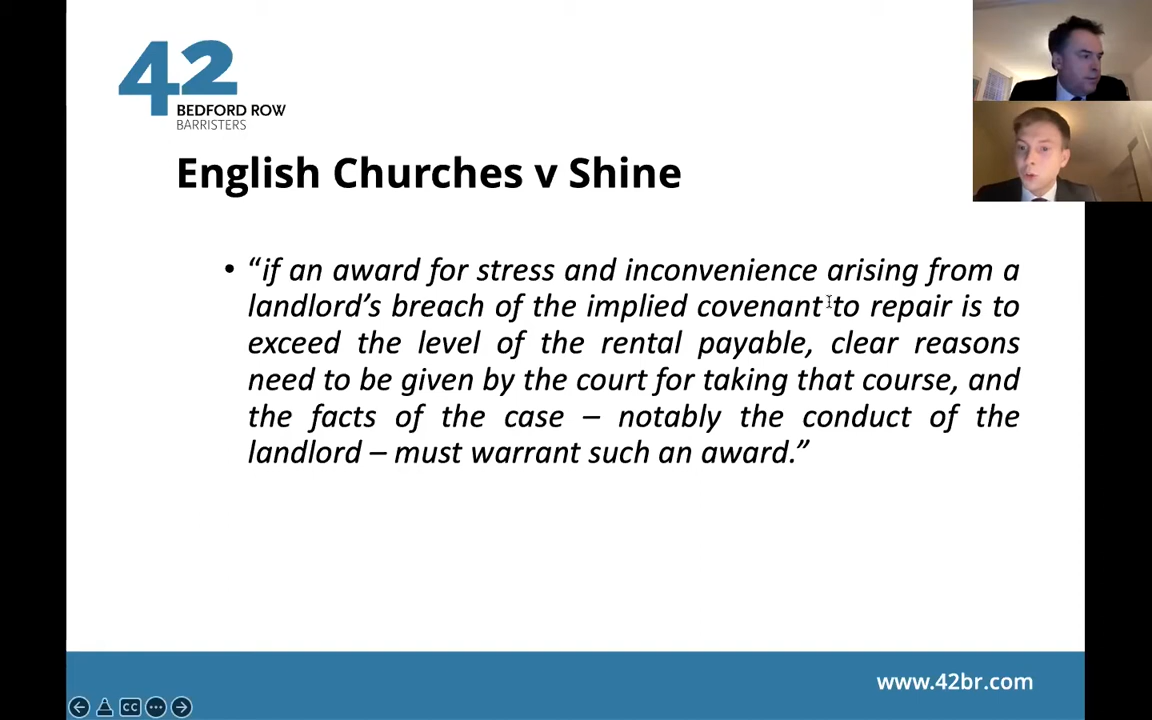 42
BEDFORD ROW
BARRISTERS
English Churches v Shine
• “if an award for stress and inconvenience arising from a
landlord’s breach of the implied covenant to repair is to
exceed the level of the rental payable, clear reasons
need to be given by the court for taking that course, and
the facts of the case – notably the conduct of the
landlord – must warrant such an award.”
www.42br.com
CC